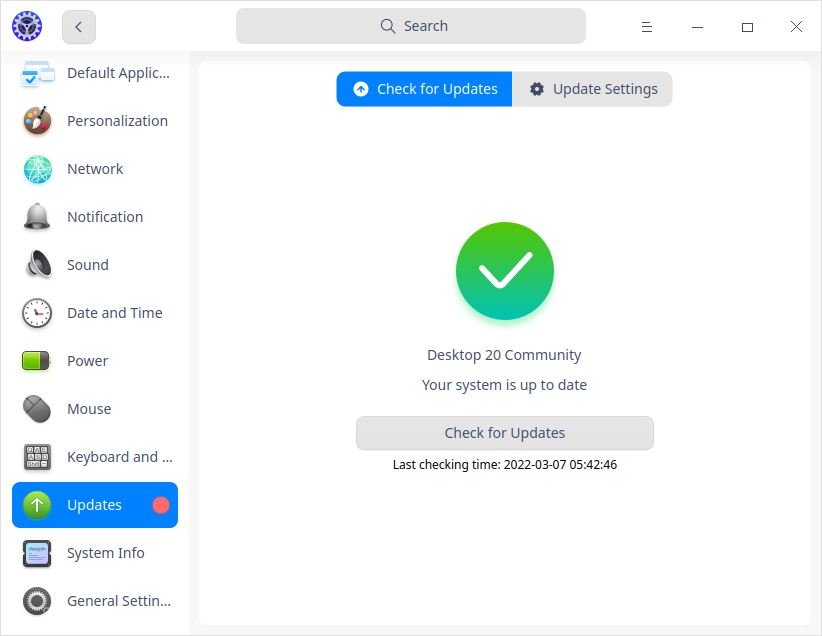 Search
Default Applic...
Personalization
Network
Notification
Sound
Date and Time
Power
Mouse
Keyboard and ...
Updates
System Info
General Settin...
Check for Updates
Update Settings
Desktop 20 Community
Your system is up to date
Check for Updates
Last checking time: 2022-03-07 05:42:46